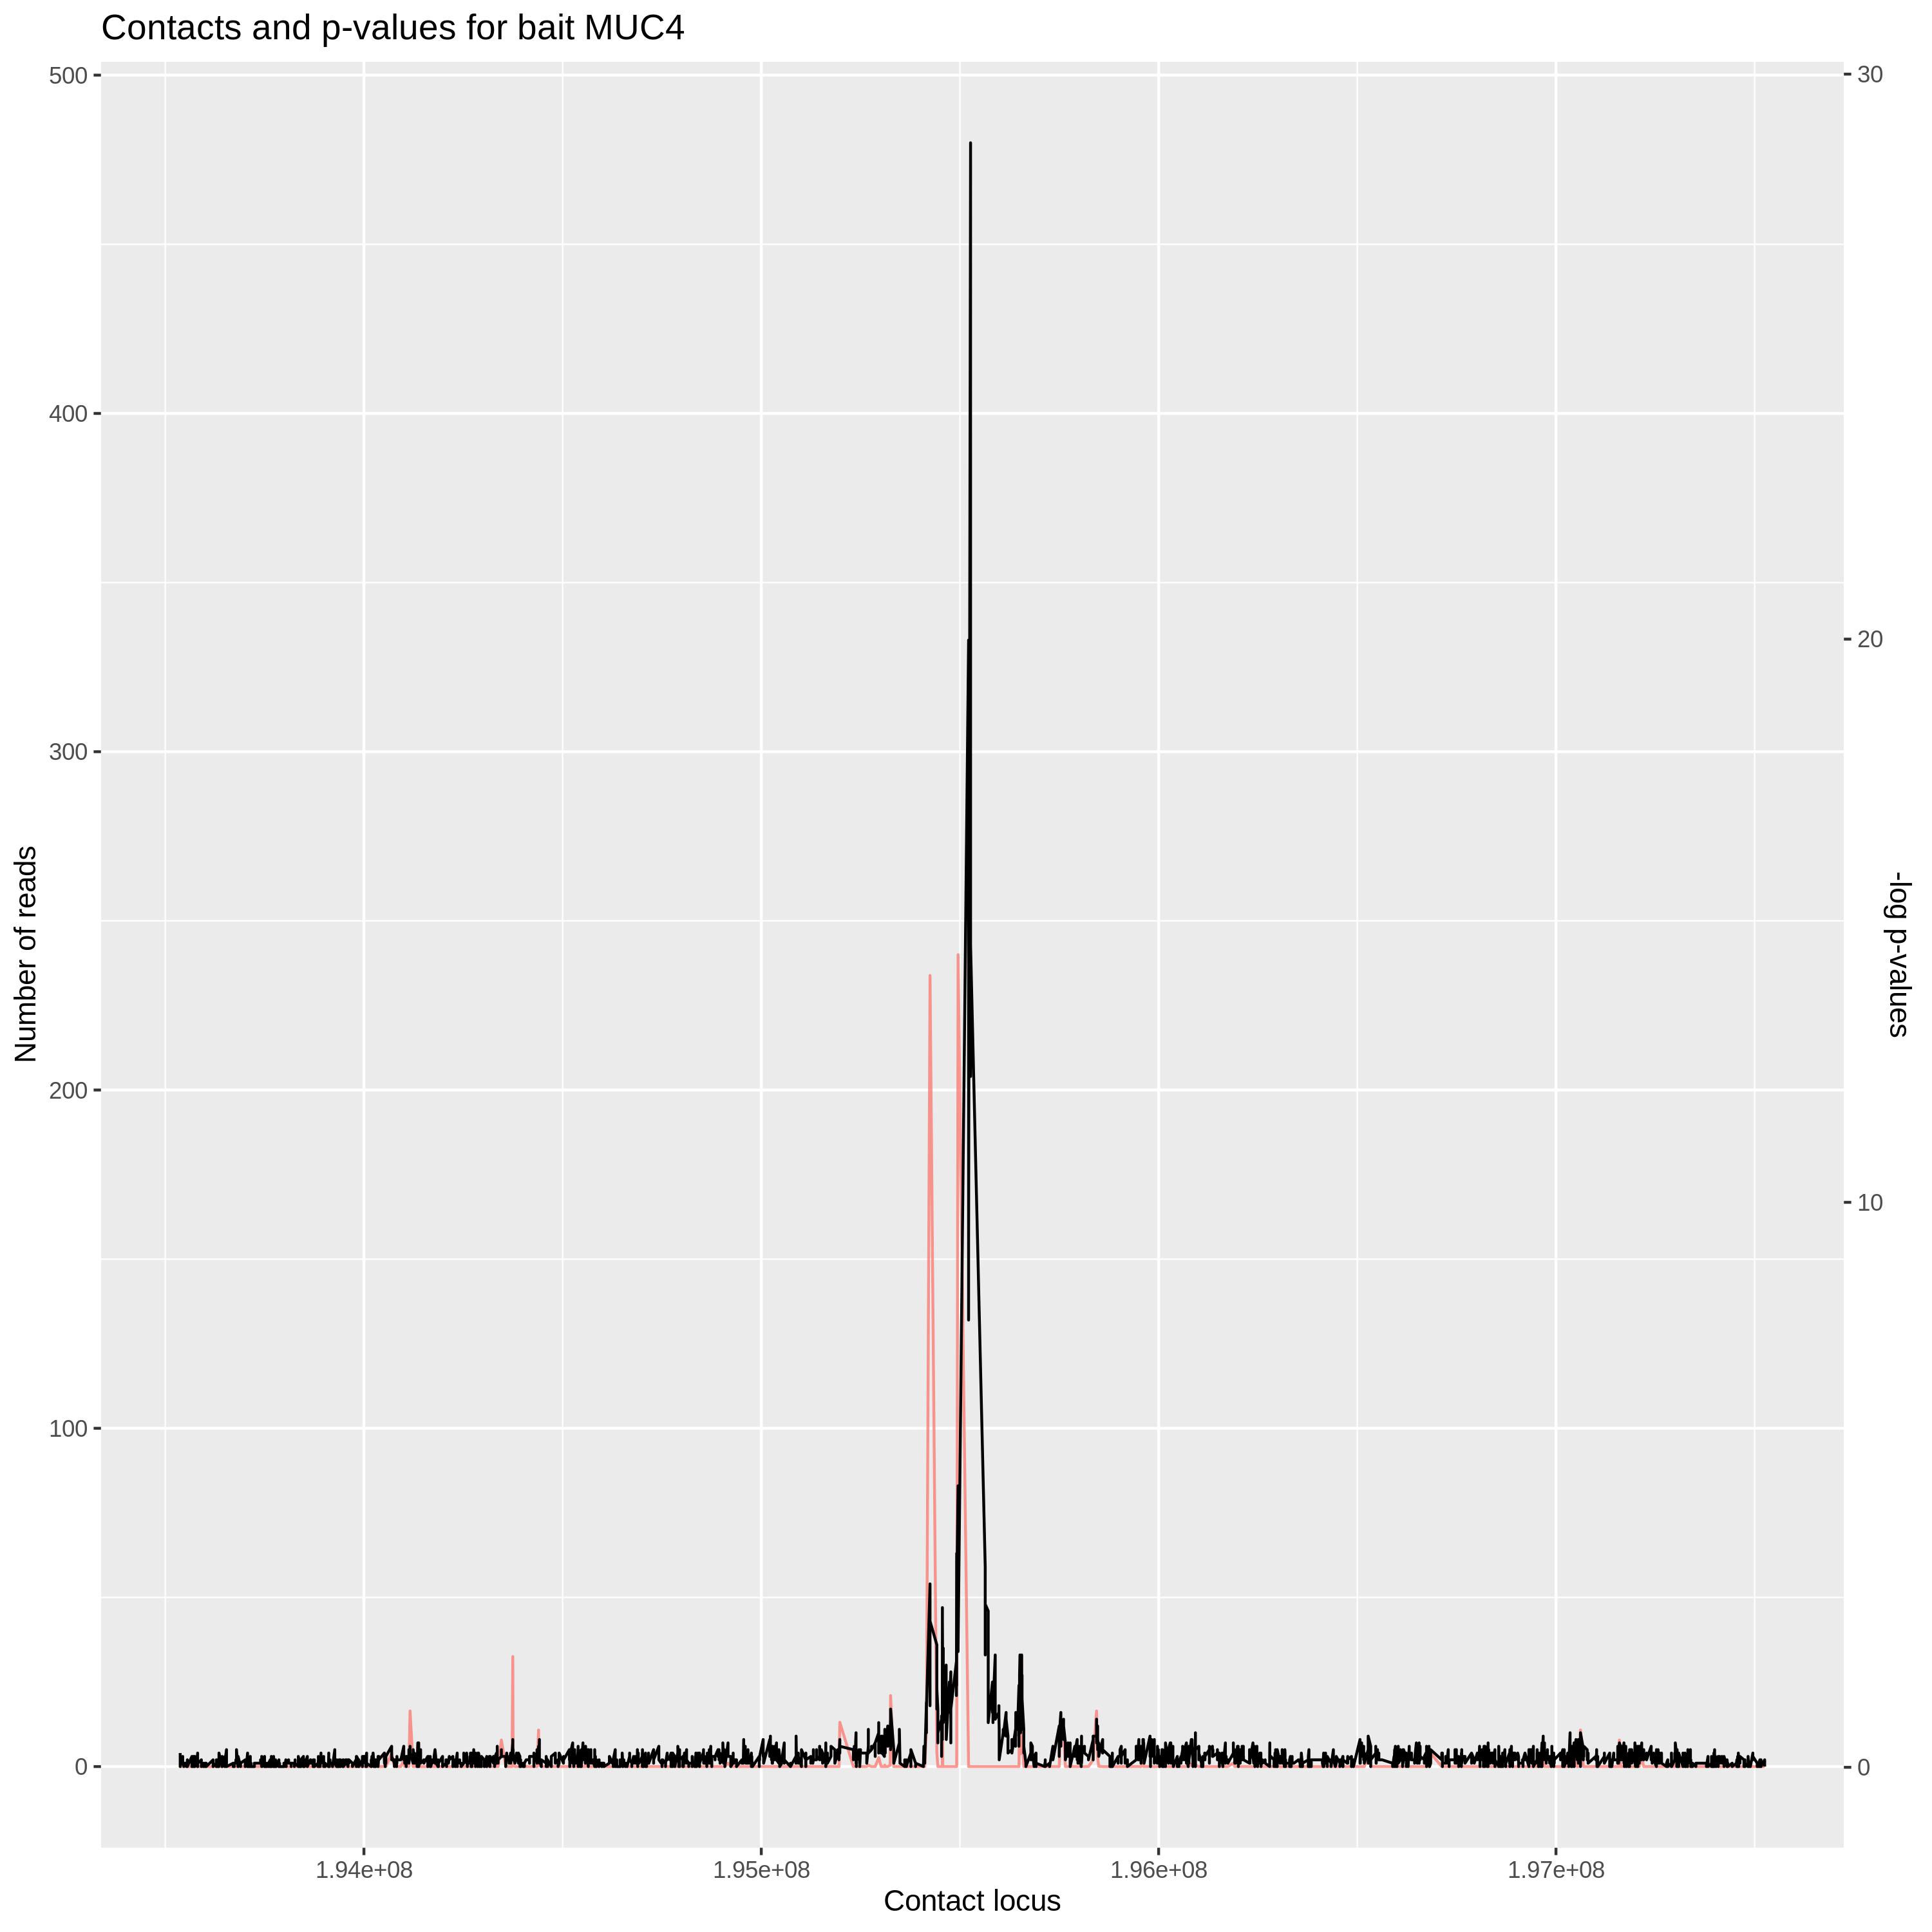 Contacts and p-values for bait MUC4
500
400
300
200
100
0
Number of reads
30
20
10
0
-log p-values
1.94e+08
1.95e+08
1.96e+08
1.97e+08
Contact locus